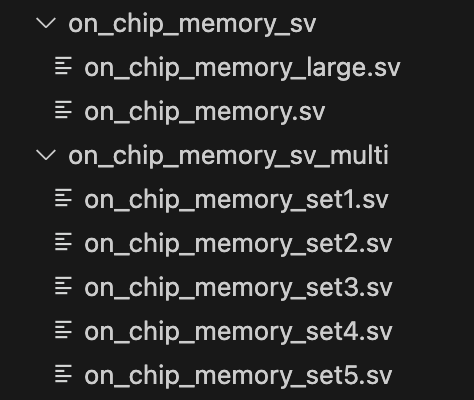 on_chip_memory_sv
on_chip_memory_large.sv
on_chip_memory.sv
on_chip_memory_sv_multi
on_chip_memory_set1.sv
on_chip_memory_set2.sv
on_chip_memory_set3.sv
on_chip_memory_set4.sv
on_chip_memory_set5.sv